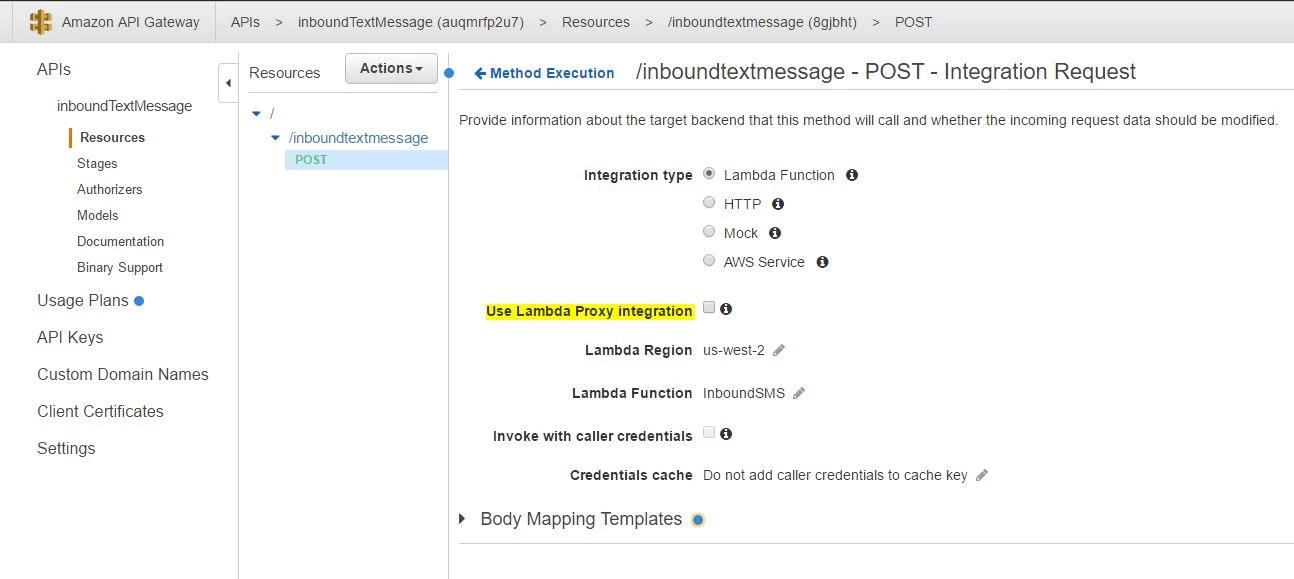 Amazon API Gateway APIs > inboundTextMessage (auqmrfp2u7) > Resources > /inboundtextmessage (8gjbht) > POST
APIs
inboundTextMessage
Resources
Stages
Authorizers
Models
Documentation
Binary Support
Usage Plans
API Keys
Custom Domain Names
Client Certificates
Settings
Resources Actions
/
/inboundtextmessage
POST
Method Execution /inboundtextmessage - POST - Integration Request
Provide information about the target backend that this method will call and whether the incoming request data should be modified.
Integration type Lambda Function
HTTP
Mock
AWS Service
Use Lambda Proxy integration
Lambda Region us-west-2
Lambda Function InboundSMS
Invoke with caller credentials
Credentials cache Do not add caller credentials to cache key
Body Mapping Templates